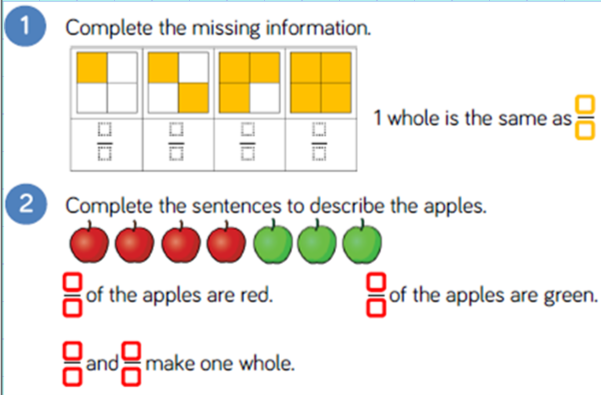 1
Complete the missing information.
1 whole is the same as
2
Complete the sentences to describe the apples.
of the apples are red.
of the apples are green.
and
make one whole.